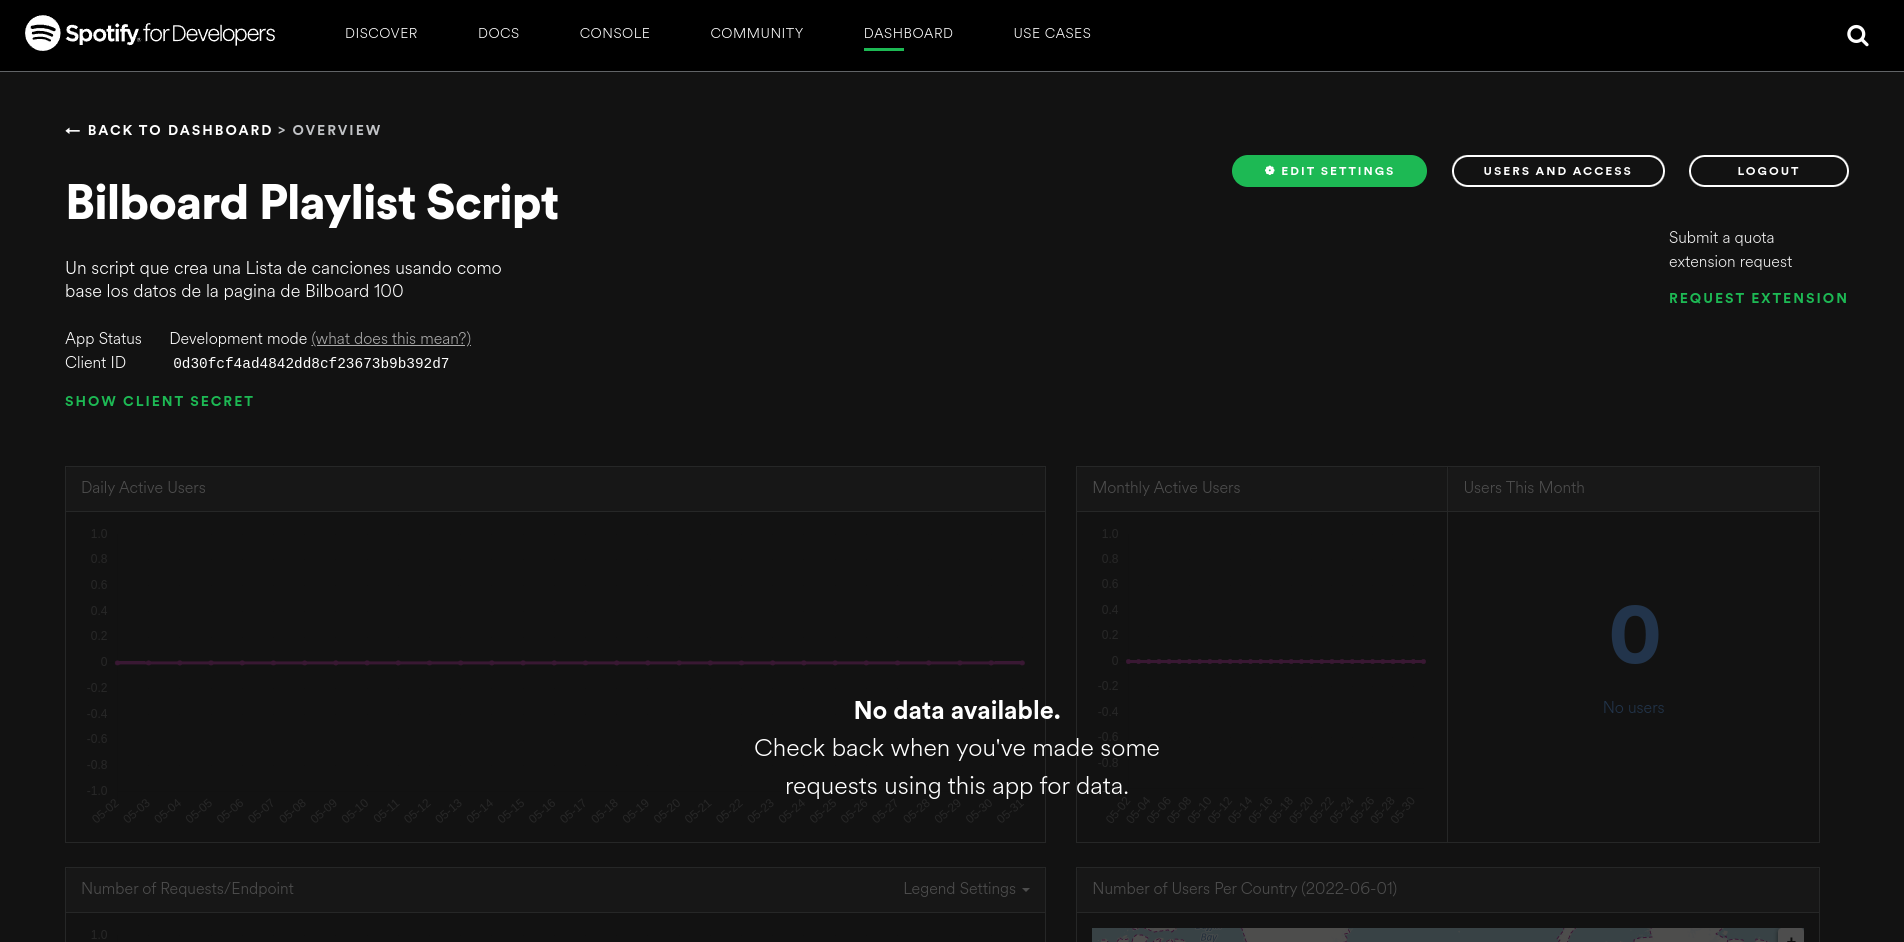 Spotify for Developers
DISCOVER
DOCS
CONSOLE
COMMUNITY
DASHBOARD
USE CASES
← BACK TO DASHBOARD > OVERVIEW
EDIT SETTINGS
USERS AND ACCESS
LOGOUT
Bilboard Playlist Script
Submit a quota
extension request
REQUEST EXTENSION
Un script que crea una Lista de canciones usando como
base los datos de la pagina de Bilboard 100
App Status Development mode (what does this mean?)
Client ID 0d30fcf4ad4842dd8cf23673b9b392d7
SHOW CLIENT SECRET
Daily Active Users
1.0
0.8
0.6
0.4
0.2
0
-0.2
-0.4
-0.6
-0.8
-1.0
05-02 05-03 05-04 05-05 05-06 05-07 05-08 05-09 05-10 05-11 05-12 05-13 05-14 05-15 05-16 05-17 05-18 05-19 05-20 05-21 05-22 05-23 05-24 05-25 05-26 05-27 05-28 05-29 05-30 05-31
Monthly Active Users
1.0
0.8
0.6
0.4
0.2
0
-0.2
-0.4
-0.6
-0.8
05-02 05-04 05-06 05-08 05-10 05-12 05-14 05-16 05-18 05-20 05-22 05-24 05-26 05-28 05-30
Users This Month
0
No users
No data available.
Check back when you've made some
requests using this app for data.
Number of Requests/Endpoint
Legend Settings
1.0
Number of Users Per Country (2022-06-01)
Bay